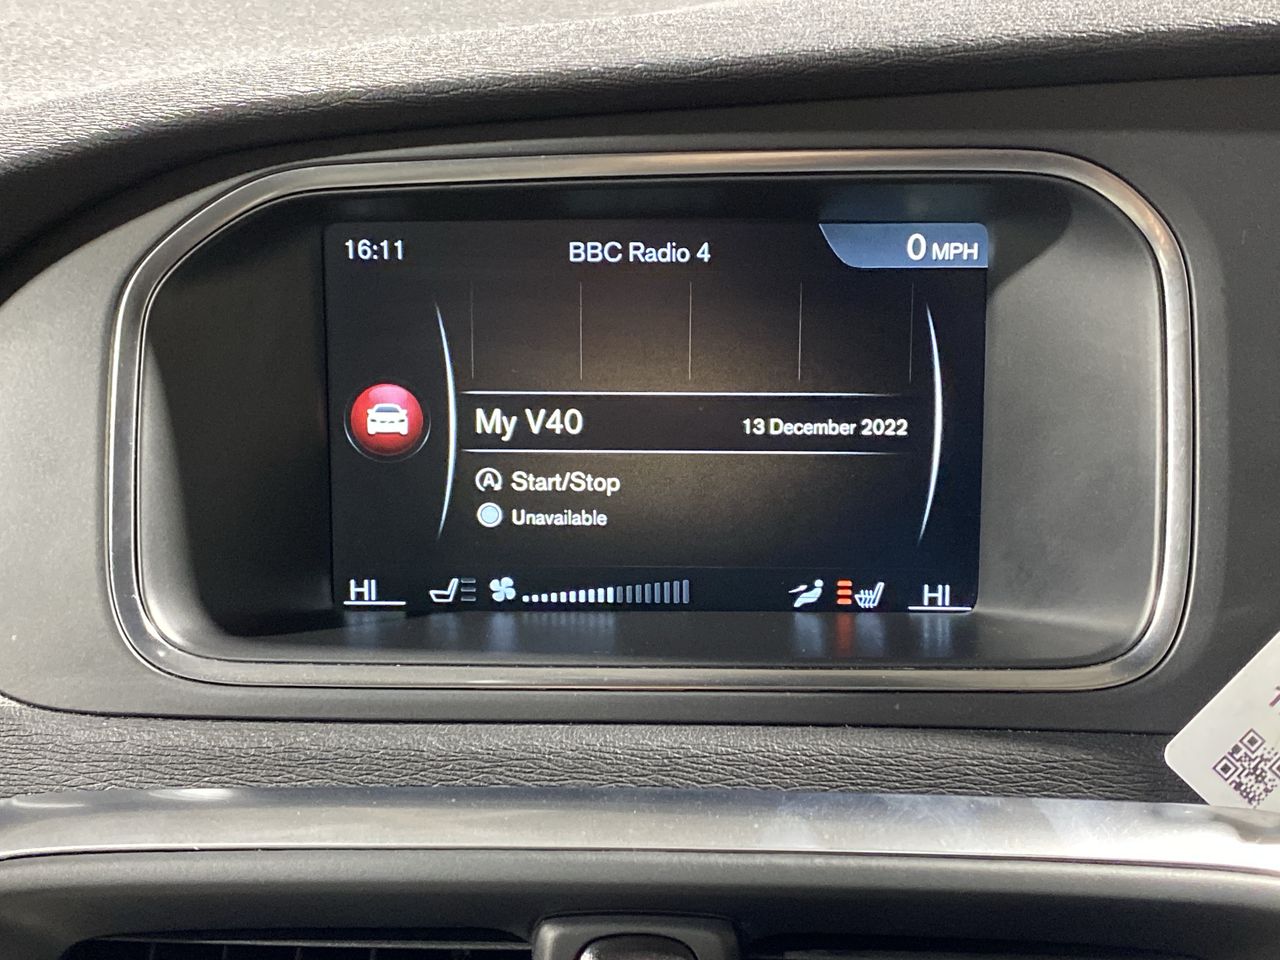 16:11 BBC Radio 4 0 MPH
My V40 13 December 2022
A Start/Stop
Unavailable
HI HI